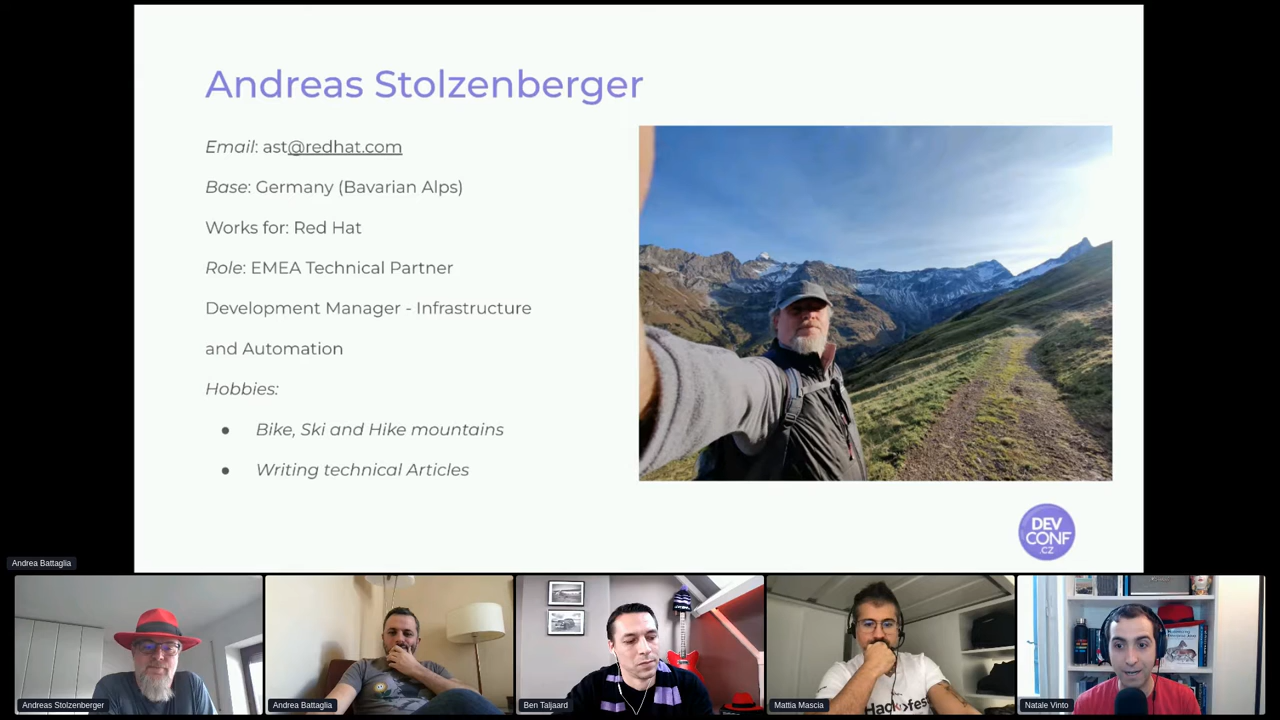 Andreas Stolzenberger
Email: ast@redhat.com
Base: Germany (Bavarian Alps)
Works for: Red Hat
Role: EMEA Technical Partner
Development Manager - Infrastructure
and Automation
Hobbies:
● Bike, Ski and Hike mountains
● Writing technical Articles
DEV
CONF
.CZ
Andrea Battaglia
Andreas Stolzenberger
Andrea Battaglia
Ben Taljaard
Mattia Mascia
Natale Vinto